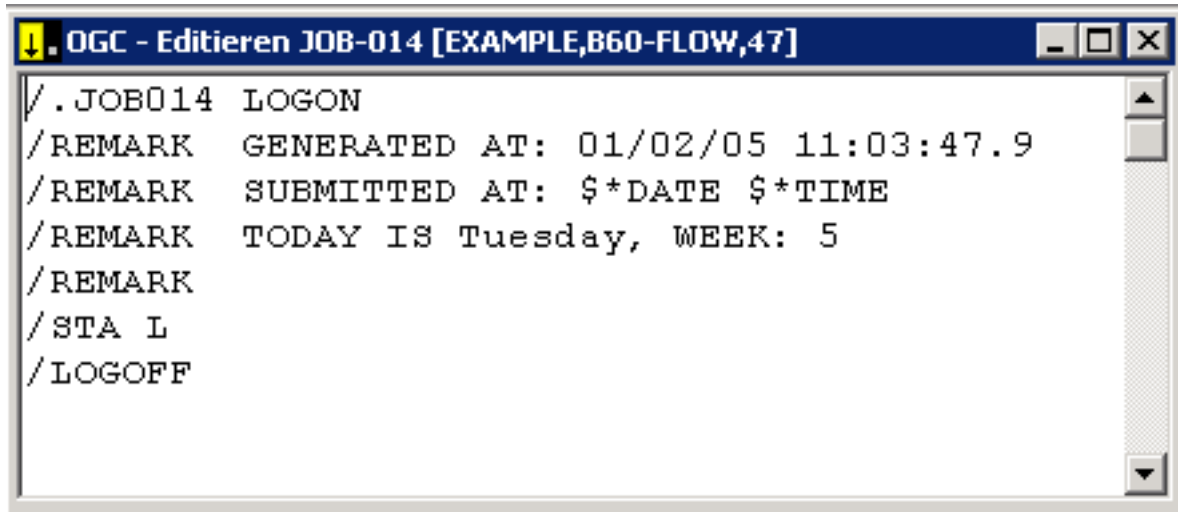 OGC - Editieren JOB-014 [EXAMPLE,B60-FLOW,47]
/.JOB014 LOGON
/REMARK  GENERATED AT: 01/02/05 11:03:47.9
/REMARK  SUBMITTED AT: $*DATE $*TIME
/REMARK  TODAY IS Tuesday, WEEK: 5
/REMARK
/STA L
/LOGOFF